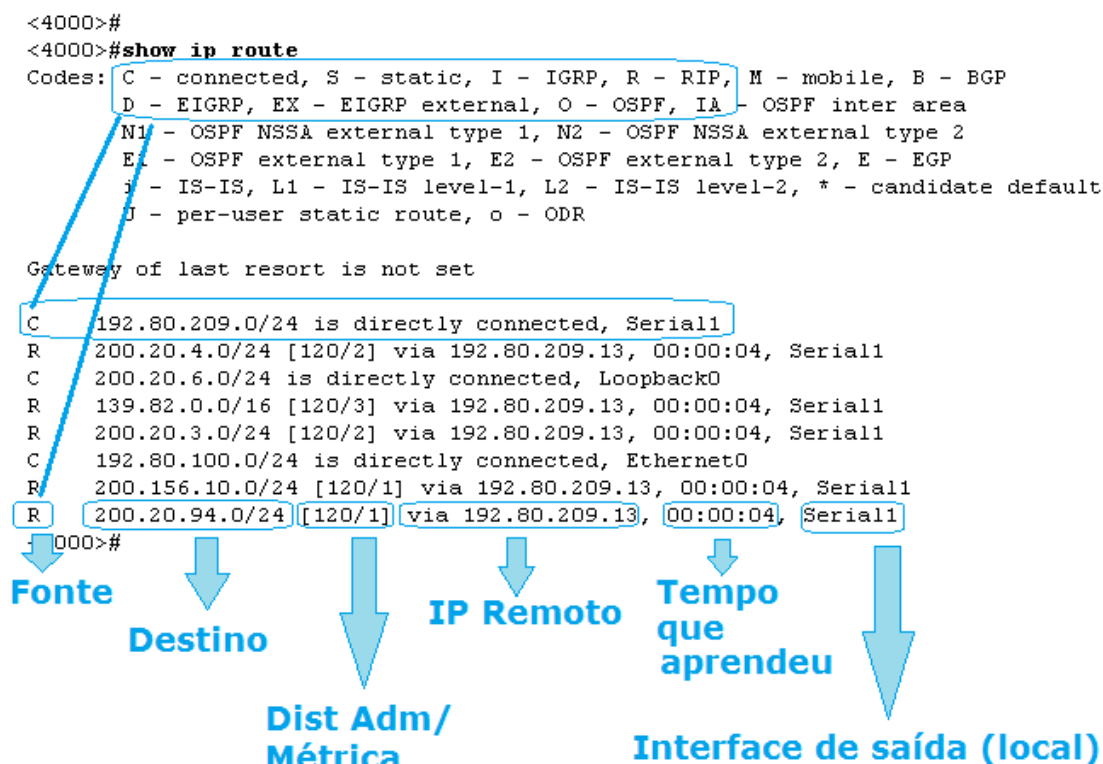 <4000>#
<4000>#show ip route
Codes: C - connected, S - static, I - IGRP, R - RIP, M - mobile, B - BGP
D - EIGRP, EX - EIGRP external, O - OSPF, IA - OSPF inter area
N1 - OSPF NSSA external type 1, N2 - OSPF NSSA external type 2
E1 - OSPF external type 1, E2 - OSPF external type 2, E - EGP
i - IS-IS, L1 - IS-IS level-1, L2 - IS-IS level-2, * - candidate default
U - per-user static route, o - ODR
Gateway of last resort is not set
C 192.80.209.0/24 is directly connected, Serial1
R 200.20.4.0/24 [120/2] via 192.80.209.13, 00:00:04, Serial1
C 200.20.6.0/24 is directly connected, Loopback0
R 139.82.0.0/16 [120/3] via 192.80.209.13, 00:00:04, Serial1
R 200.20.3.0/24 [120/2] via 192.80.209.13, 00:00:04, Serial1
C 192.80.100.0/24 is directly connected, Ethernet0
R 200.156.10.0/24 [120/1] via 192.80.209.13, 00:00:04, Serial1
R 200.20.94.0/24 [120/1] via 192.80.209.13, 00:00:04, Serial1
<4000>#
Fonte
Destino
Dist Adm/
Métrica
IP Remoto
Tempo
que
aprendeu
Interface de saída (local)